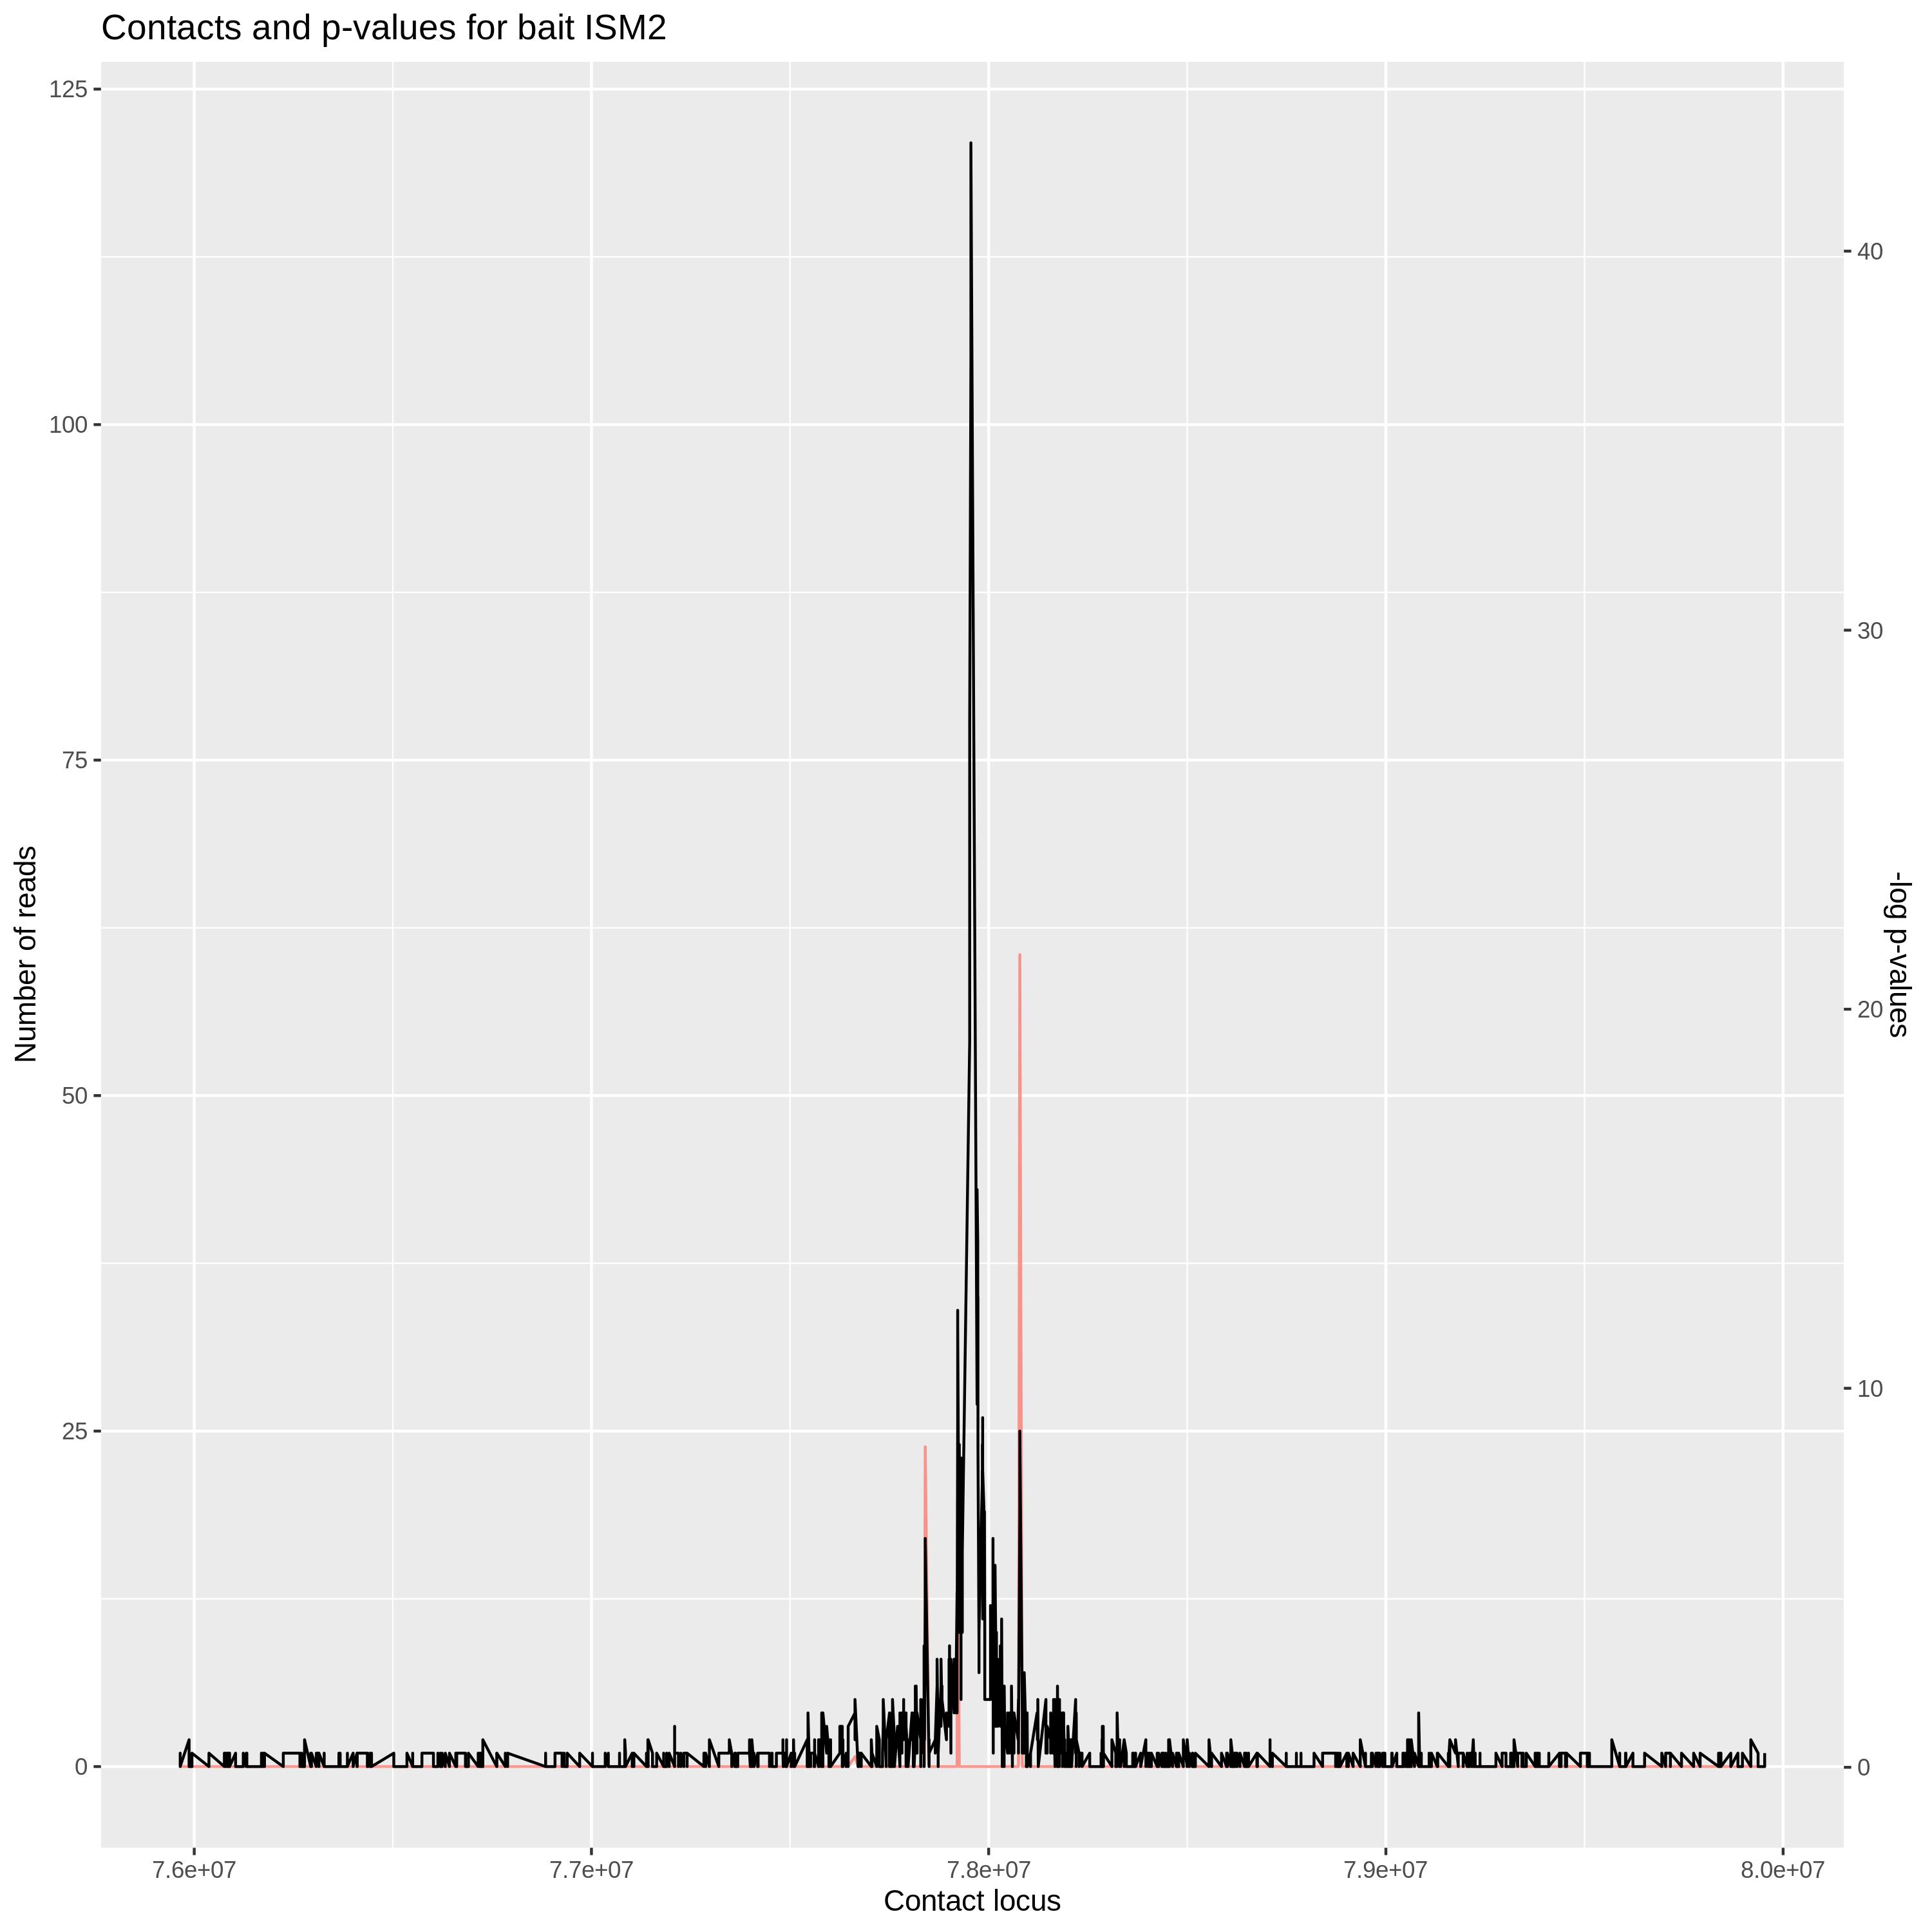 Contacts and p-values for bait ISM2
125
100
75
50
25
0
Number of reads
40
30
20
10
0
-log p-values
7.6e+07
7.7e+07
7.8e+07
7.9e+07
8.0e+07
Contact locus